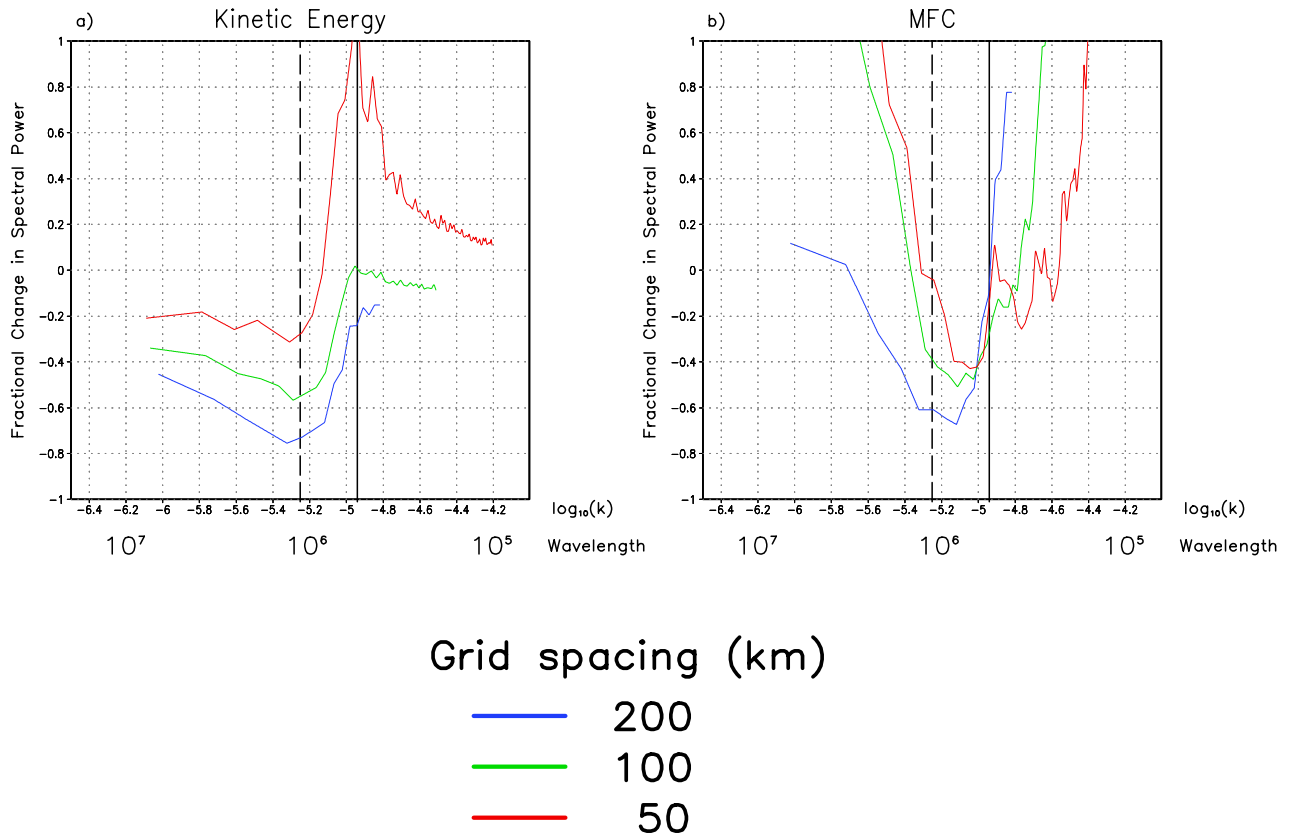 a) Kinetic Energy
Fractional Change in Spectral Power
1
0.8
0.6
0.4
0.2
0
−0.2
−0.4
−0.6
−0.8
−1
−6.4 −6.2 −6 −5.8 −5.6 −5.4 −5.2 −5 −4.8 −4.6 −4.4 −4.2 log₁₀(k)
10⁷ 10⁶ 10⁵ Wavelength
b) MFC
Fractional Change in Spectral Power
1
0.8
0.6
0.4
0.2
0
−0.2
−0.4
−0.6
−0.8
−1
−6.4 −6.2 −6 −5.8 −5.6 −5.4 −5.2 −5 −4.8 −4.6 −4.4 −4.2 log₁₀(k)
10⁷ 10⁶ 10⁵ Wavelength
Grid spacing (km)
200
100
50